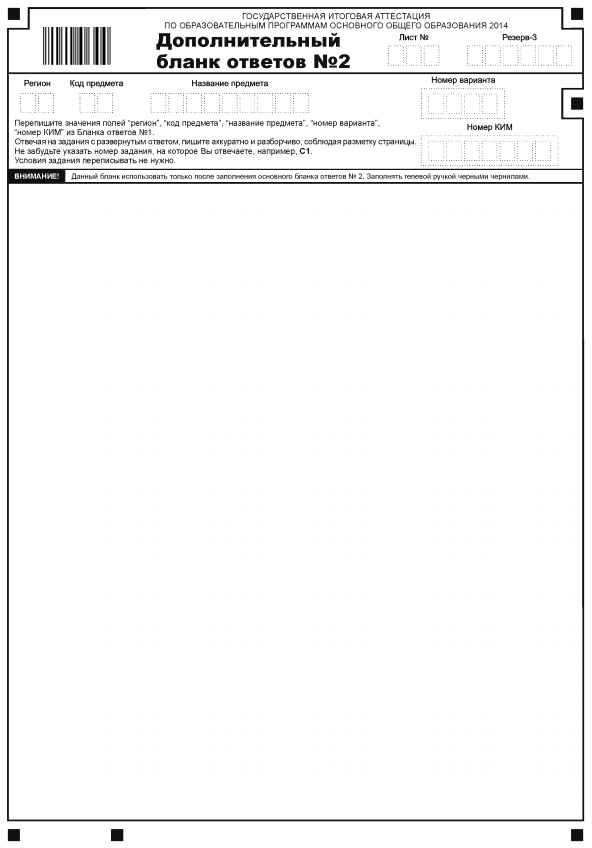 ГОСУДАРСТВЕННАЯ ИТОГОВАЯ АТТЕСТАЦИЯ
ПО ОБРАЗОВАТЕЛЬНЫМ ПРОГРАММАМ ОСНОВНОГО ОБЩЕГО ОБРАЗОВАНИЯ 2014
Дополнительный
бланк ответов №2
Лист №
Резерв-3
Регион
Код предмета
Название предмета
Номер варианта
Перепишите значения полей "регион", "код предмета", "название предмета", "номер варианта",
"номер КИМ" из Бланка ответов №1.
Отвечая на задания с развернутым ответом, пишите аккуратно и разборчиво, соблюдая разметку страницы.
Не забудьте указать номер задания, на которое Вы отвечаете, например, С1.
Условия задания переписывать не нужно.
Номер КИМ
ВНИМАНИЕ! Данный бланк использовать только после заполнения основного бланка ответов № 2. Заполнять гелевой ручкой черными чернилами.